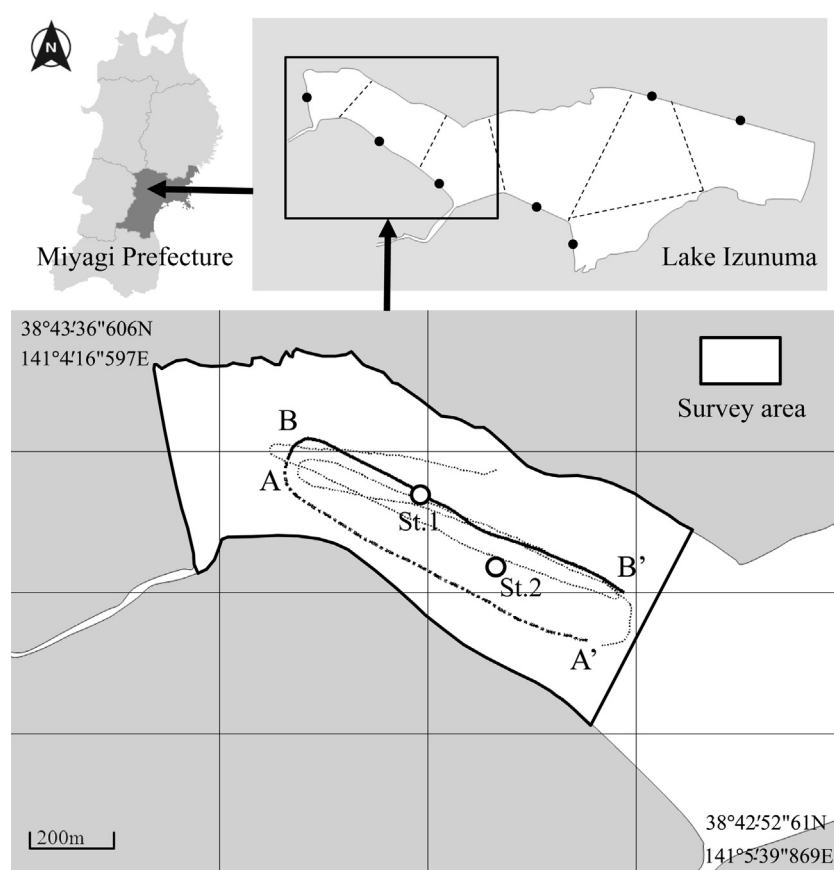 N
Miyagi Prefecture
Lake Izunuma
38°43'36"606N
141°4'16"597E
Survey area
B
A
St.1
St.2
B’
A’
200m
38°42'52"61N
141°5'39"869E